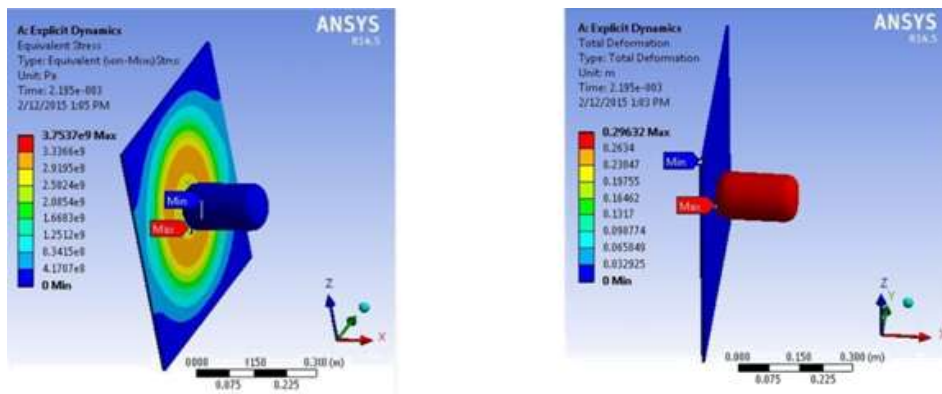 ANSYS
R14.5
A: Explicit Dynamics
Equivalent Stress
Type: Equivalent (von-Mises) Stress
Unit: Pa
Time: 2.195e-003
2/12/2015 1:05 PM
3.7537e9 Max
3.3366e9
2.9195e9
2.5024e9
2.0854e9
1.6683e9
1.2512e9
8.3415e8
4.1707e8
0 Min
Min
Max
Z
X
0.000
0.150
0.300 (m)
0.075
0.225
ANSYS
R14.5
A: Explicit Dynamics
Total Deformation
Type: Total Deformation
Unit: m
Time: 2.195e-003
2/12/2015 1:03 PM
0.29632 Max
0.2634
0.23047
0.19755
0.16462
0.1317
0.098774
0.065849
0.032925
0 Min
Min
Max
Z
Y
0.000
0.150
0.300 (m)
0.075
0.225